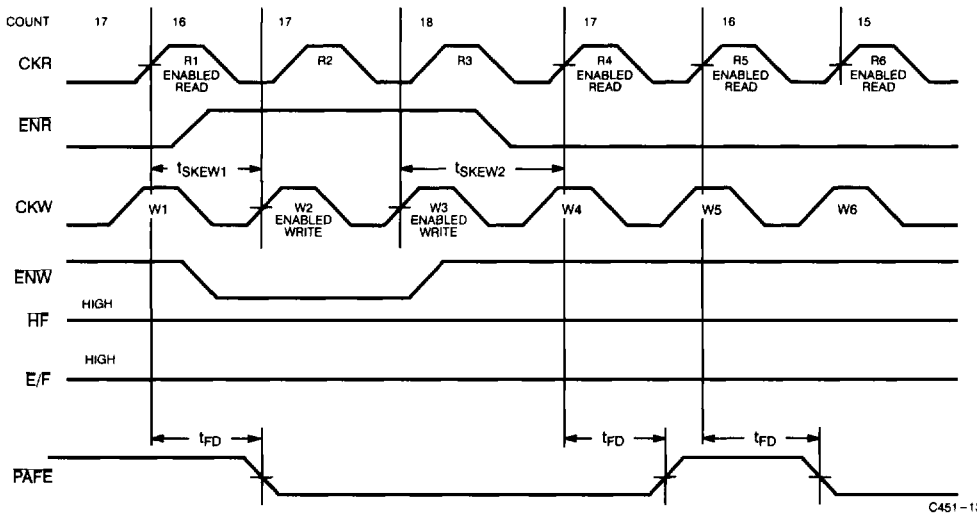 COUNT 17 16 17 18 17 16 15
CKR R1 ENABLED READ R2 R3 R4 ENABLED READ R5 ENABLED READ R6 ENABLED READ
ENR
tSKEW1 tSKEW2
CKW W1 W2 ENABLED WRITE W3 ENABLED WRITE W4 W5 W6
ENW
HIGH
HF
HIGH
E/F
tFD tFD tFD
PAFE